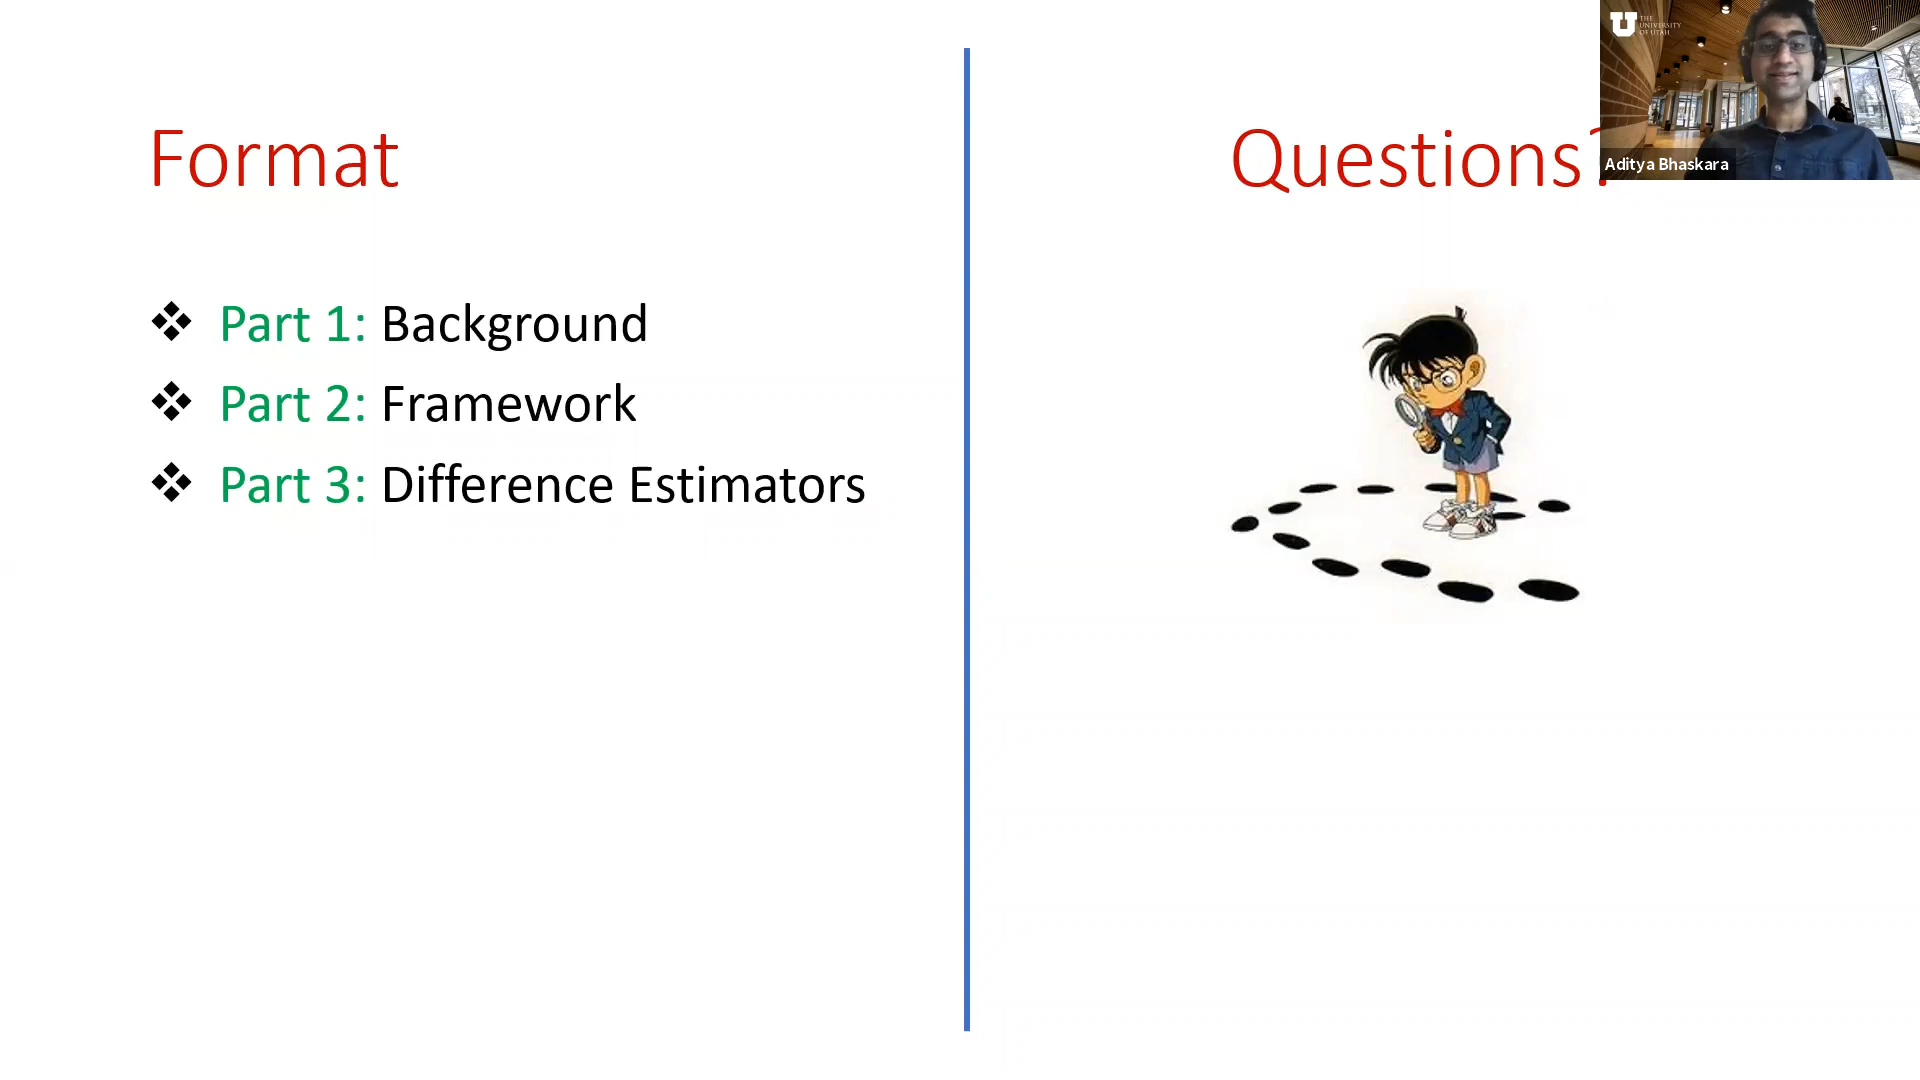 Format
❖ Part 1: Background
❖ Part 2: Framework
❖ Part 3: Difference Estimators
Questions?
THE
UNIVERSITY
OF UTAH
Aditya Bhaskara